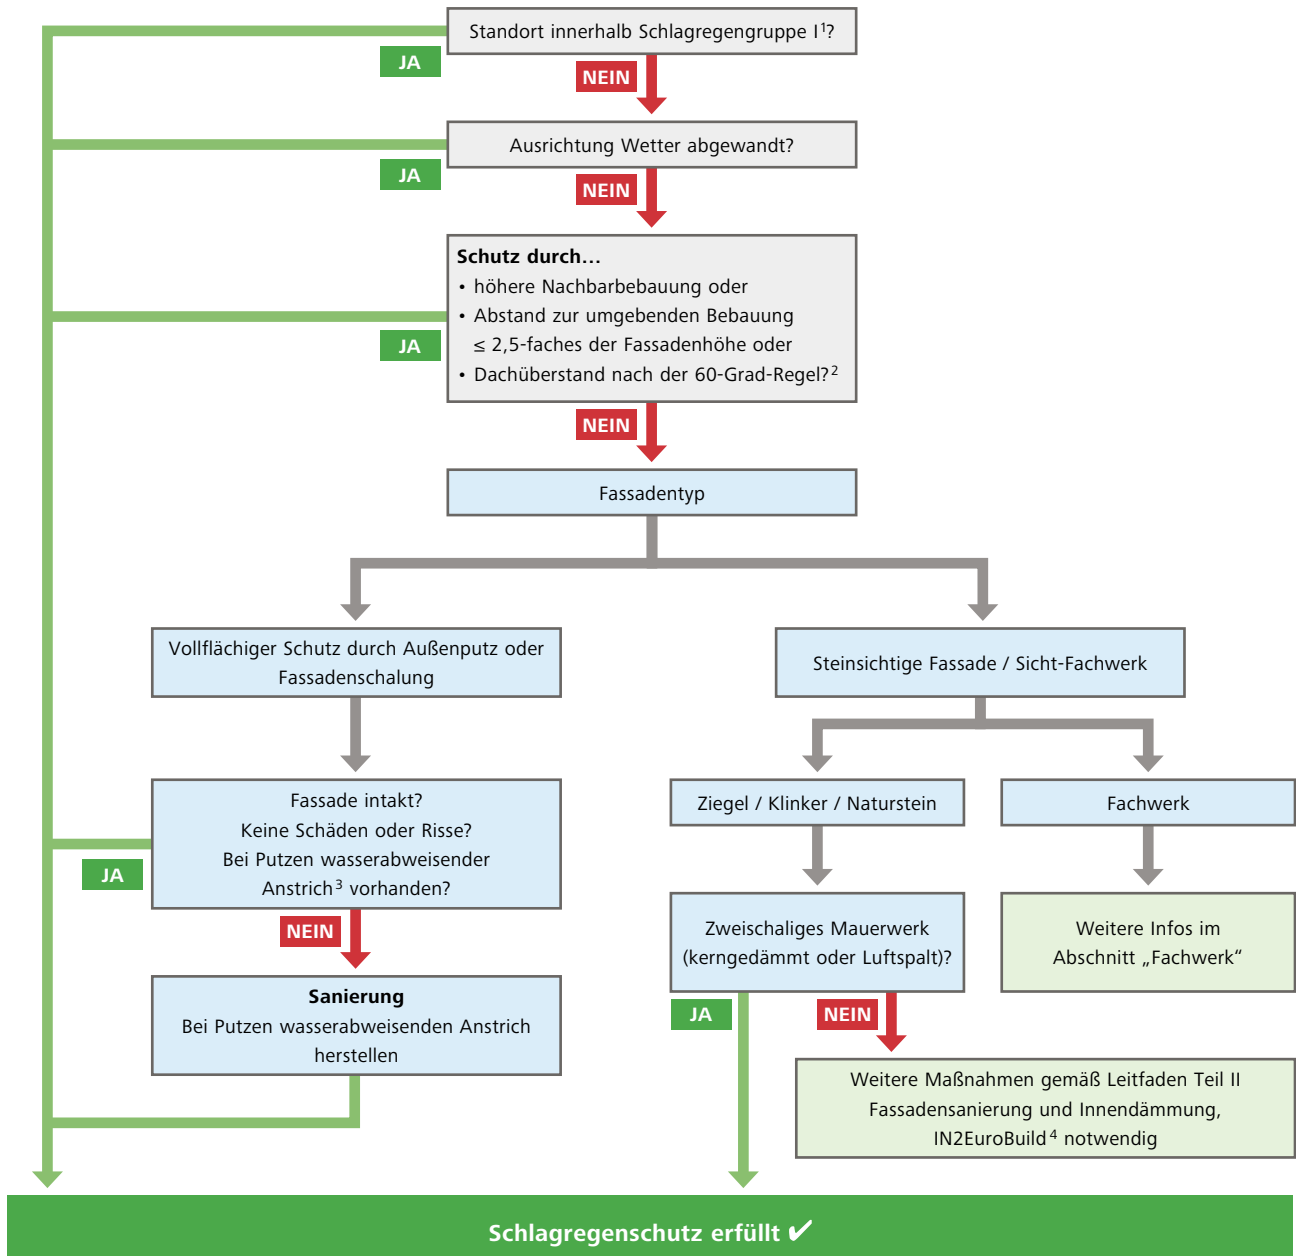 Standort innerhalb Schlagregengruppe I¹?
JA
NEIN
Ausrichtung Wetter abgewandt?
JA
NEIN
Schutz durch...
• höhere Nachbarbebauung oder
• Abstand zur umgebenden Bebauung
≤ 2,5-faches der Fassadenhöhe oder
• Dachüberstand nach der 60-Grad-Regel?²
JA
NEIN
Fassadentyp
Vollflächiger Schutz durch Außenputz oder
Fassadenschalung
Steinsichtige Fassade / Sicht-Fachwerk
Fassade intakt?
Keine Schäden oder Risse?
Bei Putzen wasserabweisender
Anstrich³ vorhanden?
JA
NEIN
Ziegel / Klinker / Naturstein
Fachwerk
Zweischaliges Mauerwerk
(kerngedämmt oder Luftspalt)?
Weitere Infos im
Abschnitt „Fachwerk“
Sanierung
Bei Putzen wasserabweisenden Anstrich
herstellen
JA
NEIN
Weitere Maßnahmen gemäß Leitfaden Teil II
Fassadensanierung und Innendämmung,
IN2EuroBuild⁴ notwendig
Schlagregenschutz erfüllt ✔